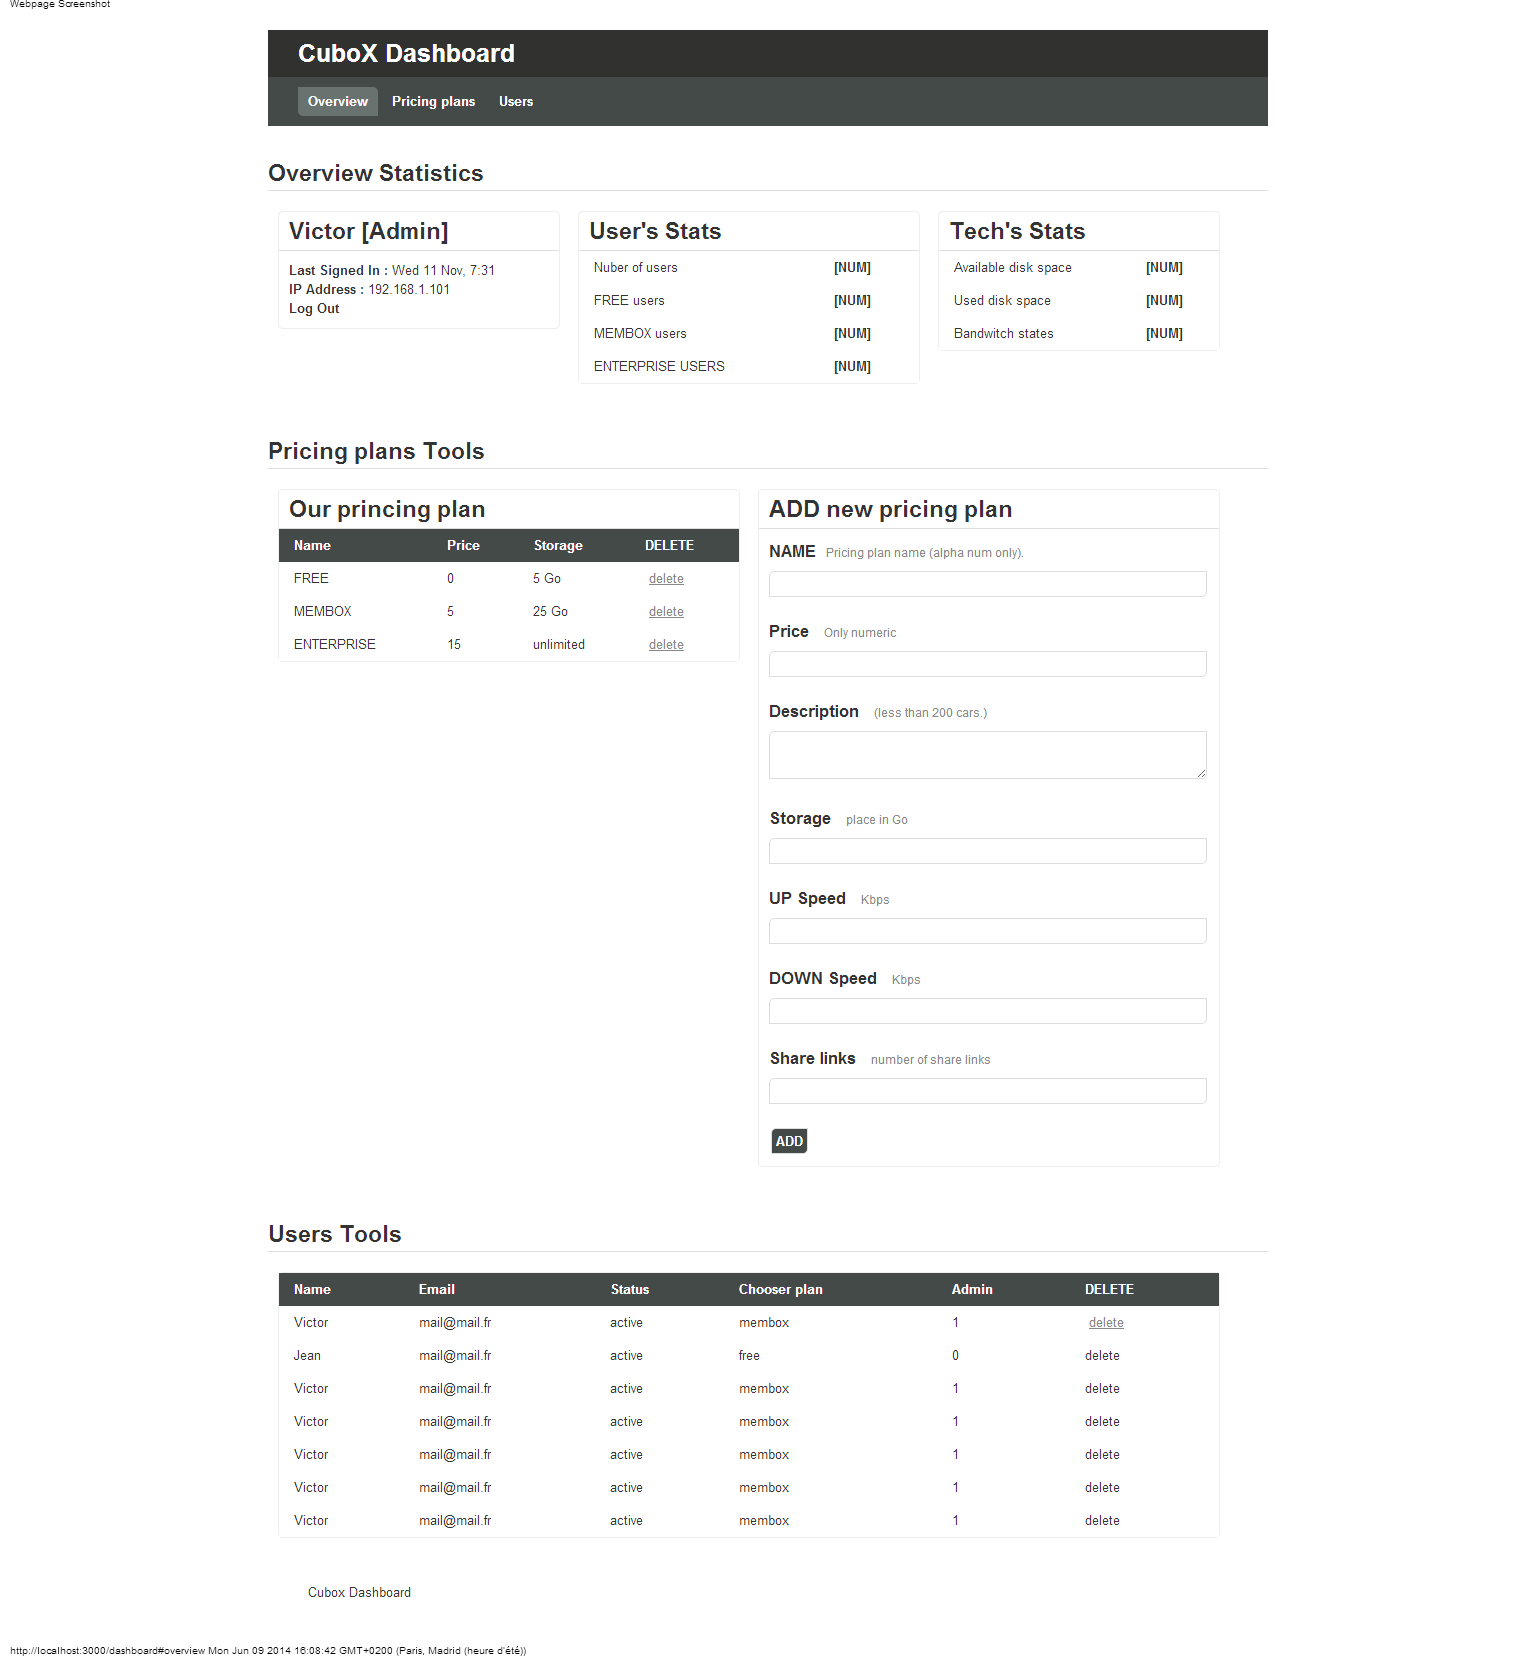 Webpage Screenshot
CuboX Dashboard
Overview Pricing plans Users
Overview Statistics
Victor [Admin]
Last Signed In : Wed 11 Nov, 7:31
IP Address : 192.168.1.101
Log Out
User's Stats
Nuber of users [NUM]
FREE users [NUM]
MEMBOX users [NUM]
ENTERPRISE USERS [NUM]
Tech's Stats
Available disk space [NUM]
Used disk space [NUM]
Bandwitch states [NUM]
Pricing plans Tools
Our princing plan
Name Price Storage DELETE
FREE 0 5 Go delete
MEMBOX 5 25 Go delete
ENTERPRISE 15 unlimited delete
ADD new pricing plan
NAME Pricing plan name (alpha num only).
Price Only numeric
Description (less than 200 cars.)
Storage place in Go
UP Speed Kbps
DOWN Speed Kbps
Share links number of share links
ADD
Users Tools
Name Email Status Chooser plan Admin DELETE
Victor mail@mail.fr active membox 1 delete
Jean mail@mail.fr active free 0 delete
Victor mail@mail.fr active membox 1 delete
Victor mail@mail.fr active membox 1 delete
Victor mail@mail.fr active membox 1 delete
Victor mail@mail.fr active membox 1 delete
Victor mail@mail.fr active membox 1 delete
Cubox Dashboard
http://localhost:3000/dashboard#overview Mon Jun 09 2014 16:08:42 GMT+0200 (Paris, Madrid (heure d'été))